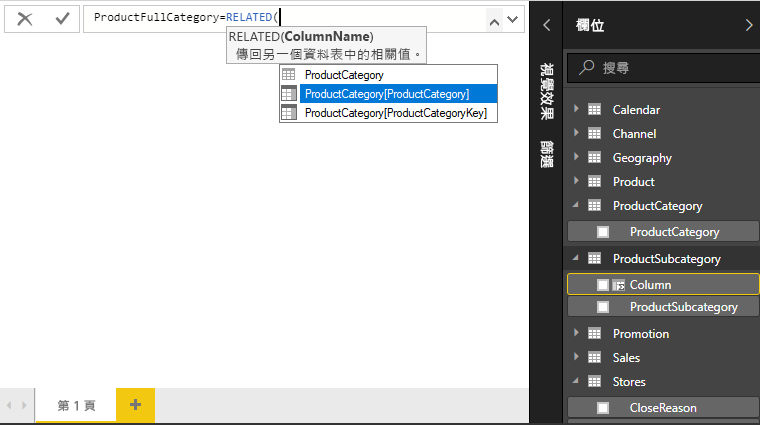 ProductFullCategory=RELATED(
RELATED(ColumnName)
傳回另一個資料表中的相關值。
ProductCategory
ProductCategory[ProductCategory]
ProductCategory[ProductCategoryKey]
第 1 頁
視覺效果
篩選
欄位
搜尋
Calendar
Channel
Geography
Product
ProductCategory
ProductCategory
ProductSubcategory
Column
ProductSubcategory
Promotion
Sales
Stores
CloseReason